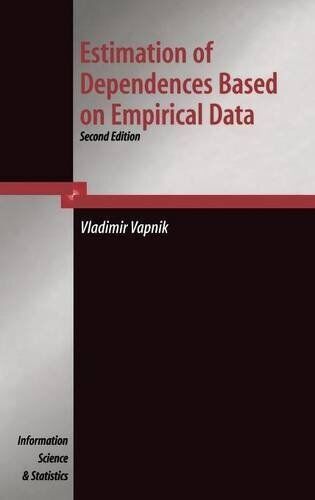 Estimation of
Dependences Based
on Empirical Data
Second Edition
Vladimir Vapnik
Information
Science
& Statistics